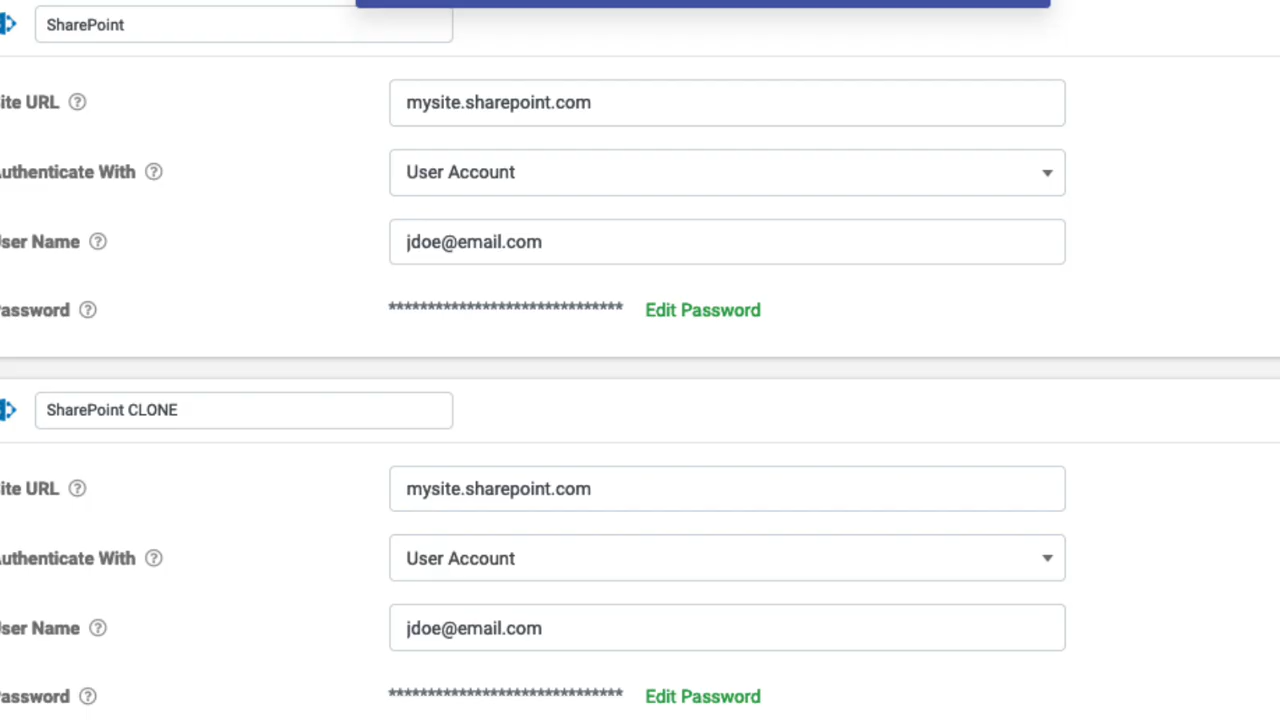 SharePoint
ite URL
mysite.sharepoint.com
uthenticate With
User Account
ser Name
jdoe@email.com
assword
****************************** Edit Password
SharePoint CLONE
ite URL
mysite.sharepoint.com
uthenticate With
User Account
ser Name
jdoe@email.com
assword
****************************** Edit Password